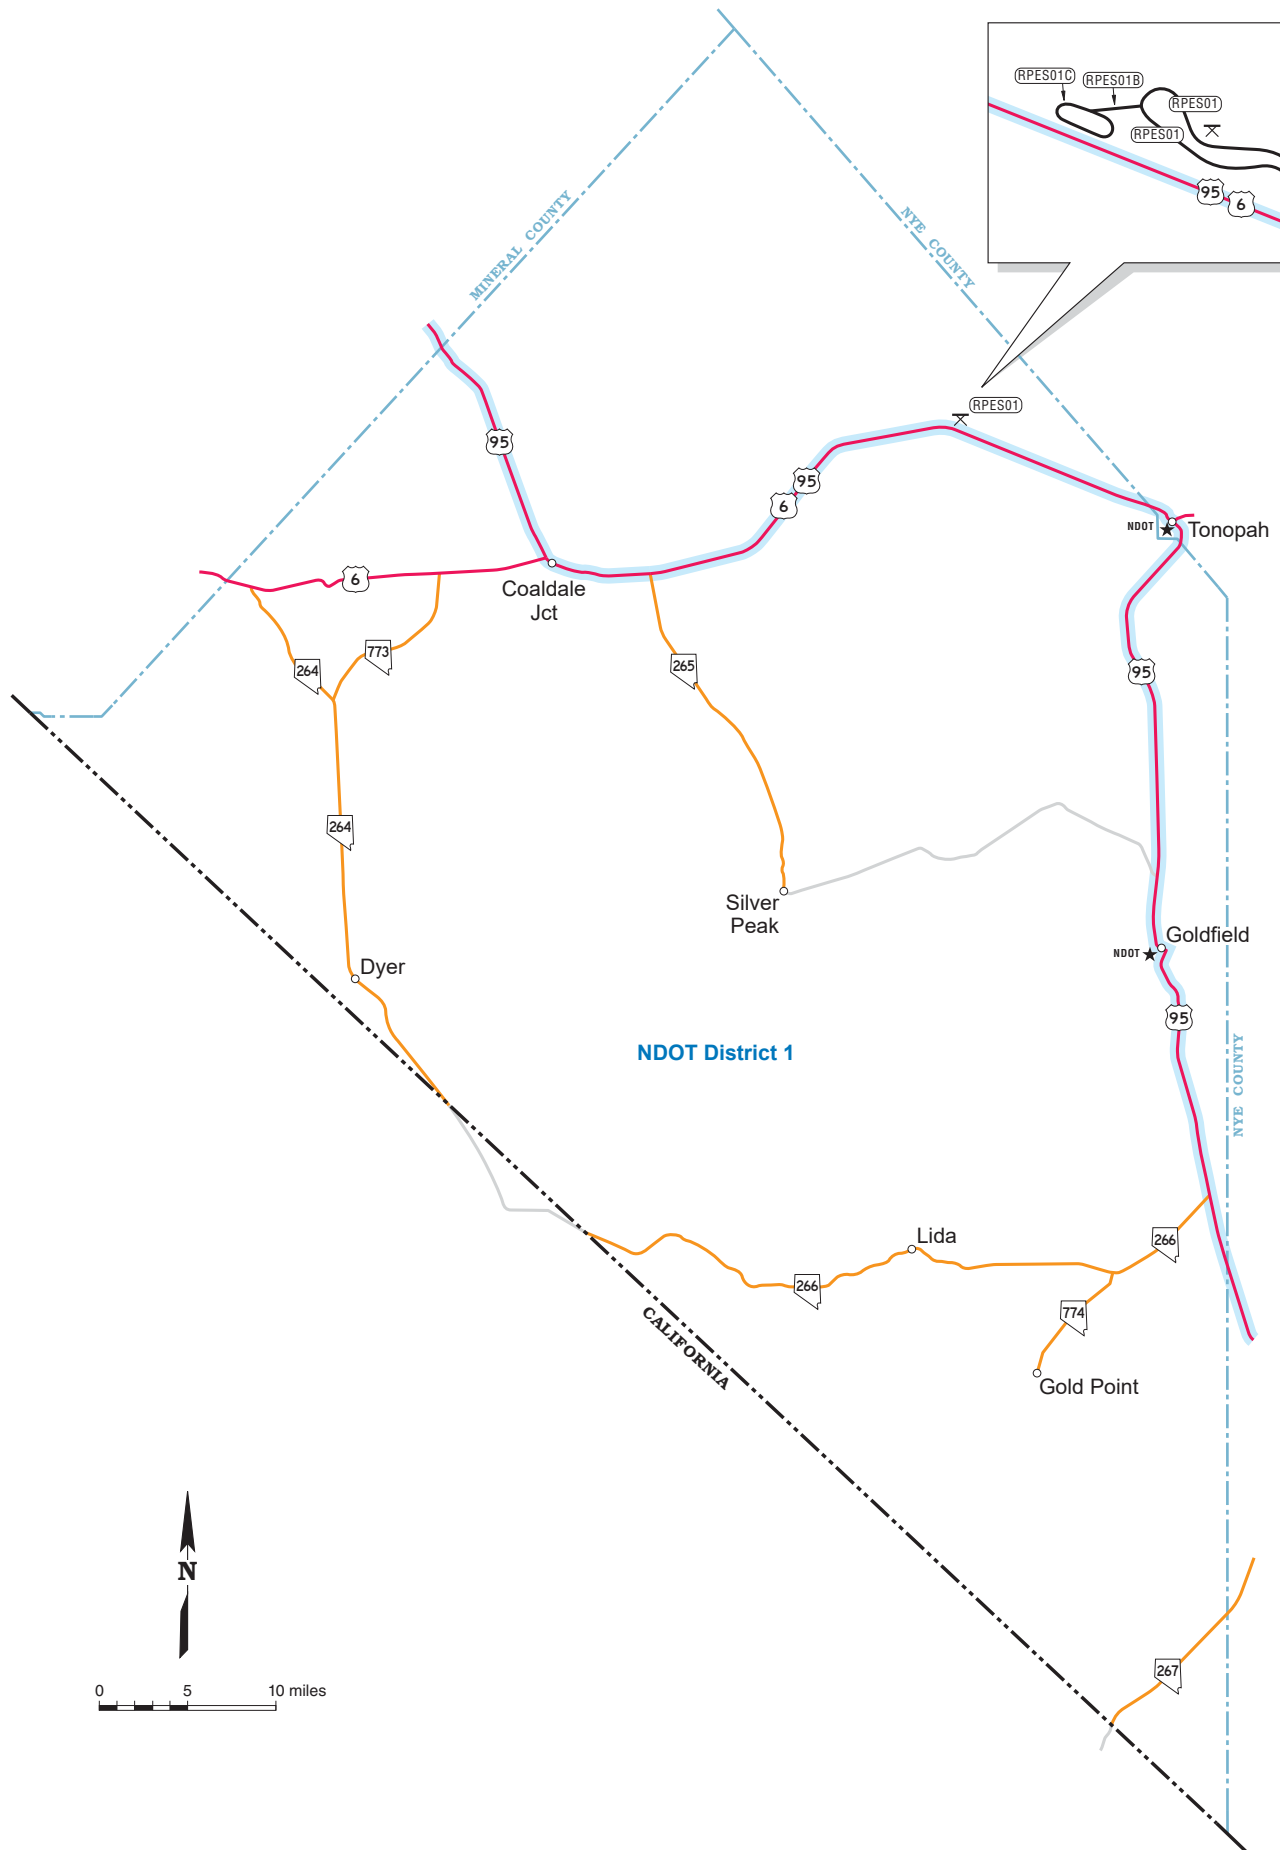 RPES01C
RPES01B
RPES01
RPES01
95
6
MINERAL COUNTY
NYE COUNTY
RPES01
95
95
6
NDOT
Tonopah
6
Coaldale
Jct
773
264
265
95
264
Silver
Peak
Goldfield
NDOT
Dyer
95
NDOT District 1
NYE COUNTY
Lida
266
266
774
CALIFORNIA
Gold Point
N
267
0
5
10 miles